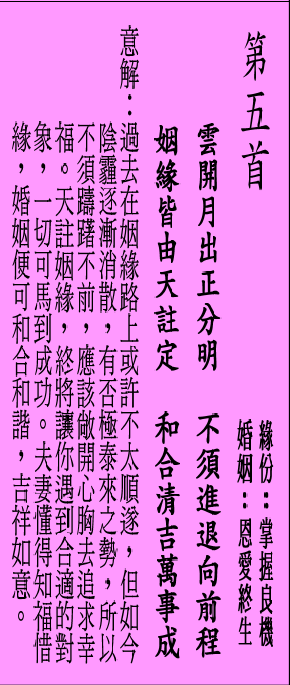 第五首
緣份：掌握良機
婚姻：恩愛終生
雲開月出正分明　不須進退向前程
姻緣皆由天註定　和合清吉萬事成
意解：過去在姻緣路上或許不太順遂，但如今
陰霾逐漸消散，有否極泰來之勢，所以
不須躊躇不前，應該敞開心胸去追求幸
福。天註姻緣，終將讓你遇到合適的對
象，一切可馬到成功。夫妻懂得知福惜
緣，婚姻便可和合和諧，吉祥如意。